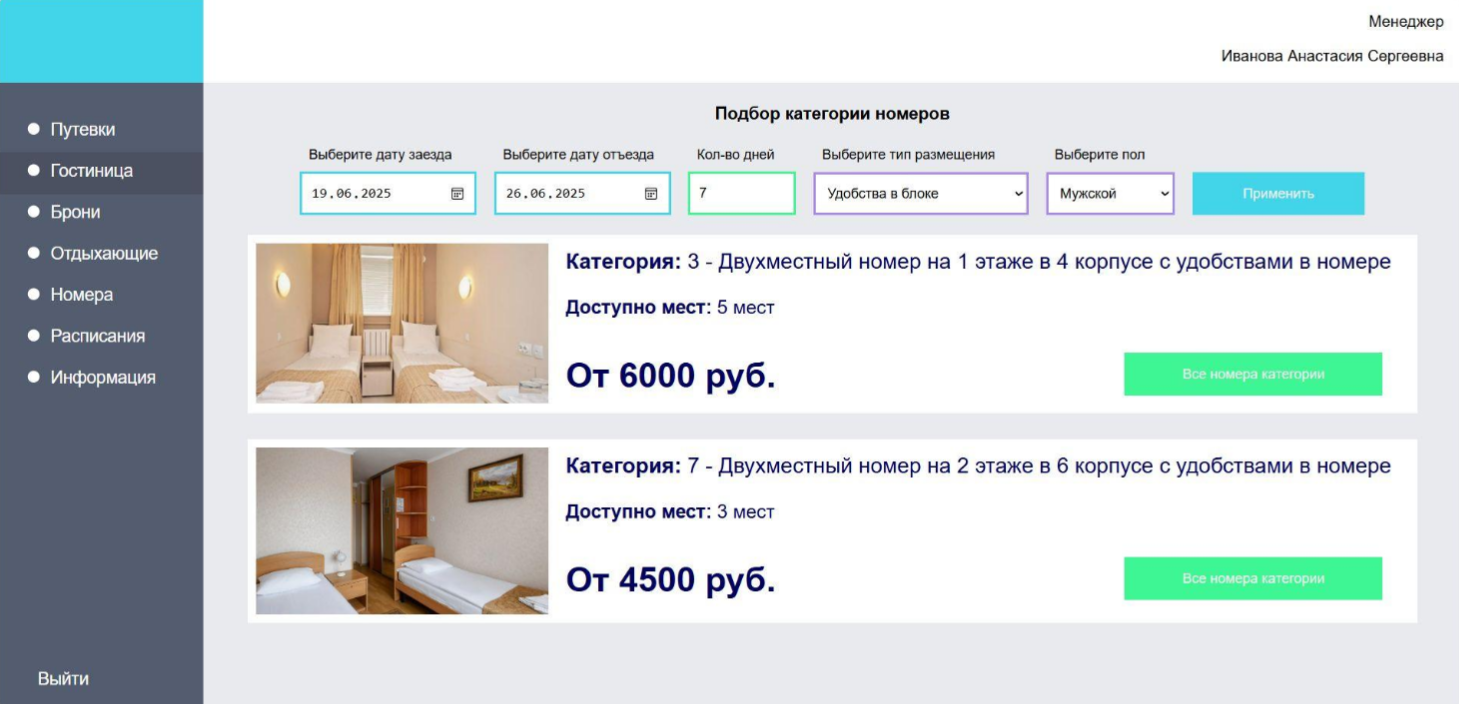 Менеджер
Иванова Анастасия Сергеевна
Путевки
Гостиница
Брони
Отдыхающие
Номера
Расписания
Информация
Выйти
Подбор категории номеров
Выберите дату заезда
Выберите дату отъезда
Кол-во дней
Выберите тип размещения
Выберите пол
19.06.2025
26.06.2025
7
Удобства в блоке
Мужской
Применить
Категория: 3 - Двухместный номер на 1 этаже в 4 корпусе с удобствами в номере
Доступно мест: 5 мест
От 6000 руб.
Все номера категории
Категория: 7 - Двухместный номер на 2 этаже в 6 корпусе с удобствами в номере
Доступно мест: 3 мест
От 4500 руб.
Все номера категории